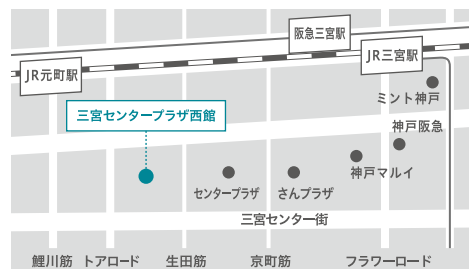 阪急三宮駅
JR三宮駅
JR元町駅
ミント神戸
三宮センタープラザ西館
神戸阪急
神戸マルイ
センタープラザ
さんプラザ
三宮センター街
鯉川筋
トアロード
生田筋
京町筋
フラワーロード